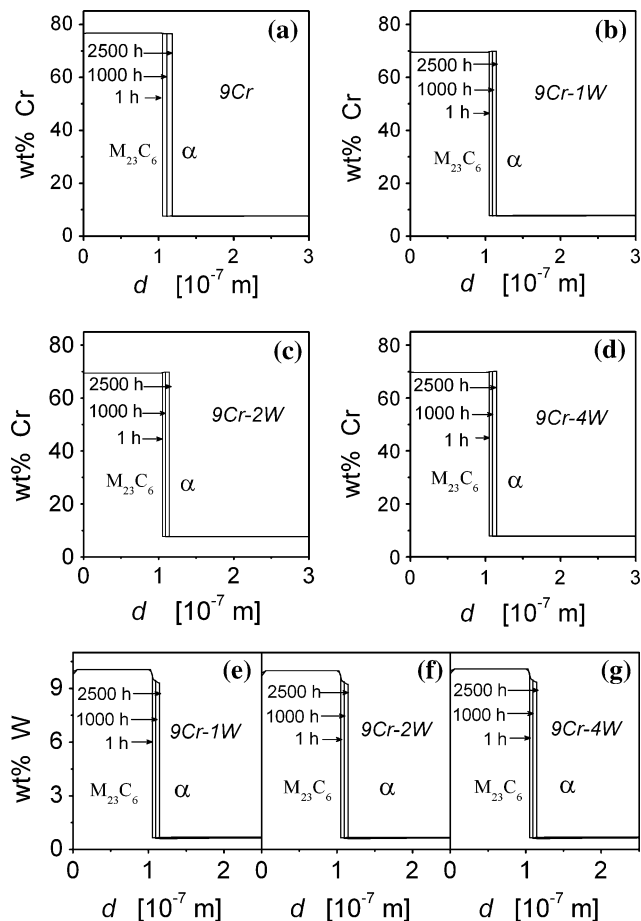 (a)
wt% Cr
80
60
40
20
0
2500 h
1000 h
1 h
9Cr
M₂₃C₆ α
0 1 2 3
d [10⁻⁷ m]
(b)
wt% Cr
80
60
40
20
0
2500 h
1000 h
1 h
9Cr-1W
M₂₃C₆ α
0 1 2 3
d [10⁻⁷ m]
(c)
wt% Cr
80
60
40
20
0
2500 h
1000 h
1 h
9Cr-2W
M₂₃C₆ α
0 1 2 3
d [10⁻⁷ m]
(d)
wt% Cr
80
60
40
20
0
2500 h
1000 h
1 h
9Cr-4W
M₂₃C₆ α
0 1 2 3
d [10⁻⁷ m]
(e)
wt% W
9
6
3
0
2500 h
1000 h
1 h
9Cr-1W
M₂₃C₆ α
0 1 2
d [10⁻⁷ m]
(f)
2500 h
1000 h
1 h
9Cr-2W
M₂₃C₆ α
0 1 2
d [10⁻⁷ m]
(g)
2500 h
1000 h
1 h
9Cr-4W
M₂₃C₆ α
0 1 2
d [10⁻⁷ m]